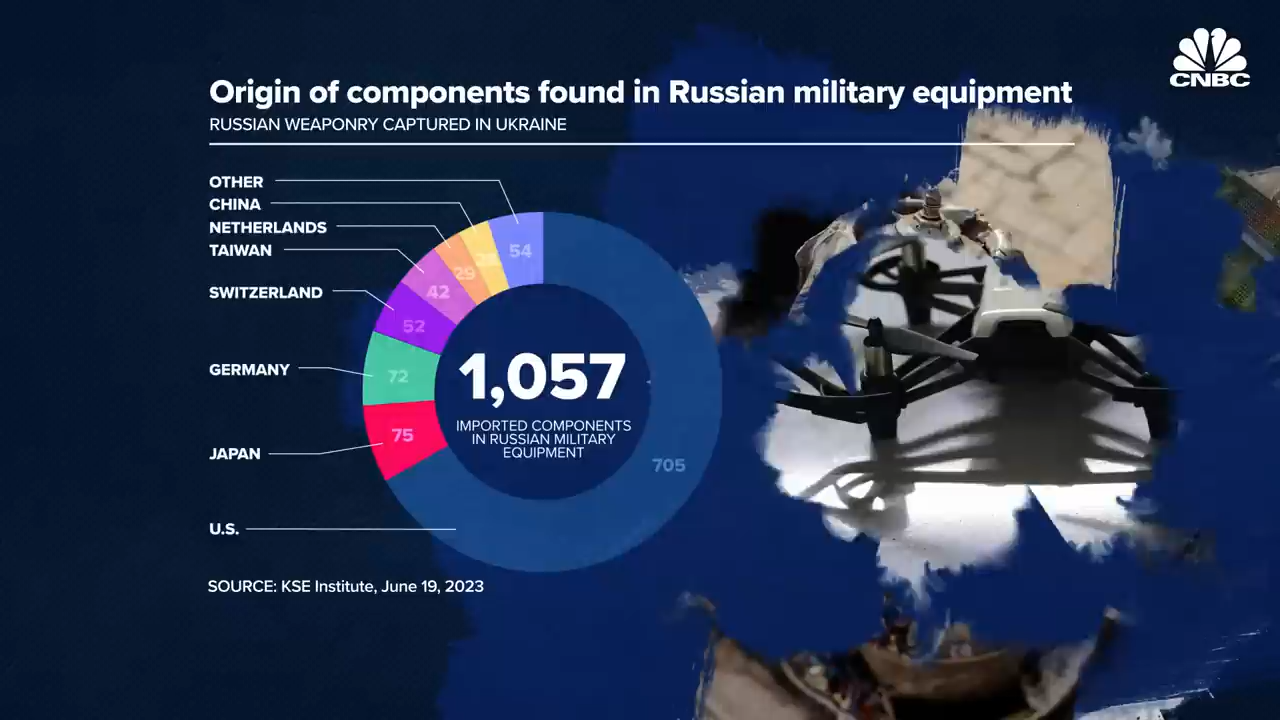 CNBC
Origin of components found in Russian military equipment
RUSSIAN WEAPONRY CAPTURED IN UKRAINE
OTHER
CHINA
NETHERLANDS
TAIWAN
SWITZERLAND
GERMANY
JAPAN
U.S.
54
29
42
52
72
75
705
1,057
IMPORTED COMPONENTS
IN RUSSIAN MILITARY
EQUIPMENT
SOURCE: KSE Institute, June 19, 2023